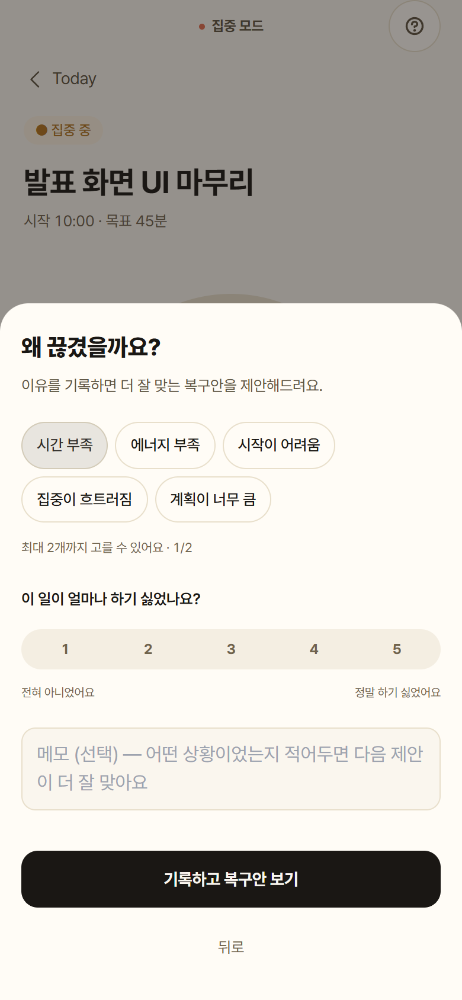 집중 모드
Today
집중 중
발표 화면 UI 마무리
시작 10:00 · 목표 45분
왜 끊겼을까요?
이유를 기록하면 더 잘 맞는 복구안을 제안해드려요.
시간 부족 에너지 부족 시작이 어려움
집중이 흐트러짐 계획이 너무 큼
최대 2개까지 고를 수 있어요 · 1/2
이 일이 얼마나 하기 싫었나요?
1 2 3 4 5
전혀 아니었어요 정말 하기 싫었어요
메모 (선택) — 어떤 상황이었는지 적어두면 다음 제안
이 더 잘 맞아요
기록하고 복구안 보기
뒤로